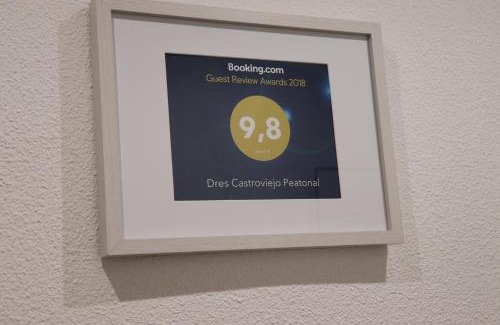 Booking.com
Guest Review Awards 2018
9,8
Dres Castroviejo Peatonal